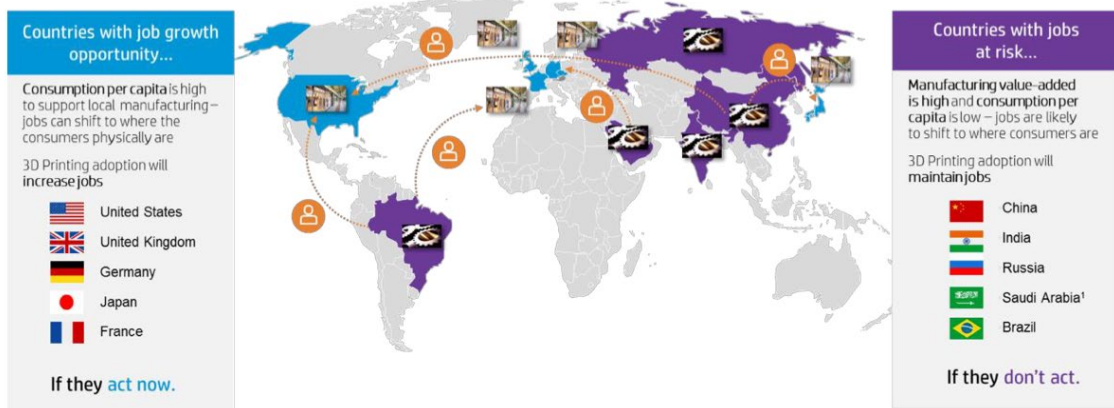 Countries with job growth
opportunity...
Consumption per capita is high
to support local manufacturing –
jobs can shift to where the
consumers physically are
3D Printing adoption will
increase jobs
United States
United Kingdom
Germany
Japan
France
If they act now.
Countries with jobs
at risk...
Manufacturing value-added
is high and consumption per
capita is low – jobs are likely
to shift to where consumers are
3D Printing adoption will
maintain jobs
China
India
Russia
Saudi Arabia¹
Brazil
If they don't act.